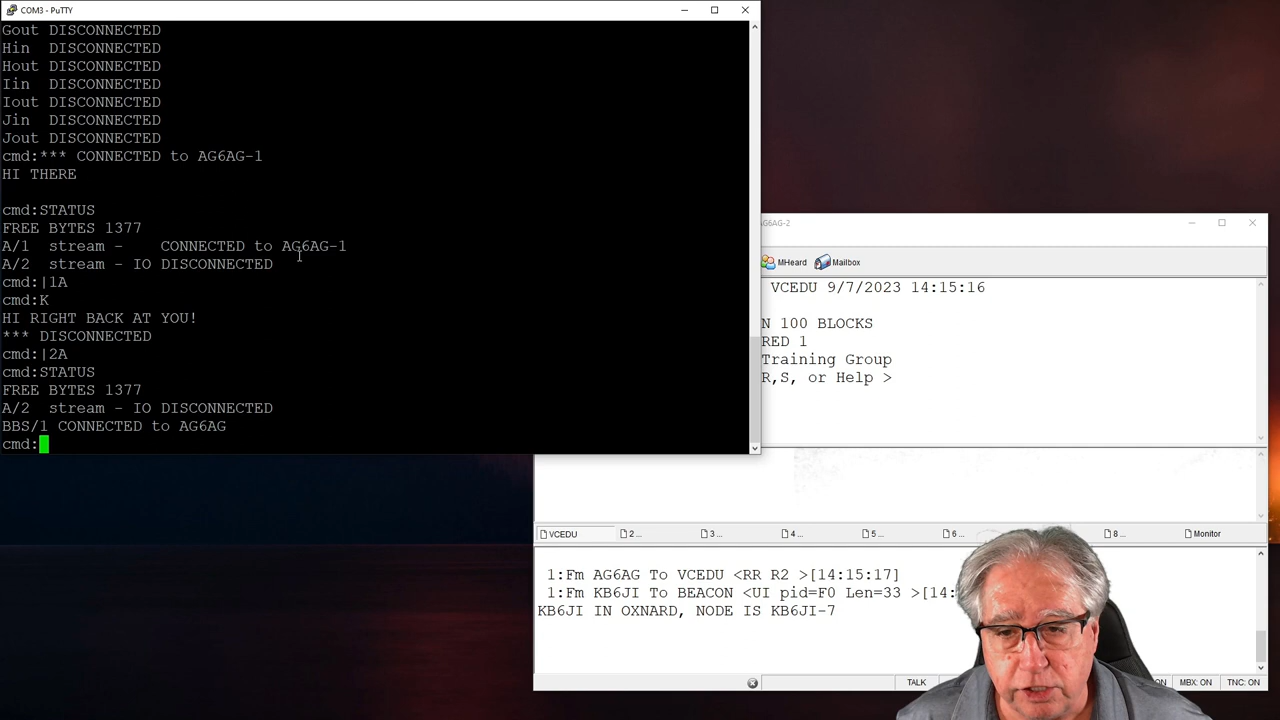 COM3 - PuTTY
Gout DISCONNECTED
Hin DISCONNECTED
Hout DISCONNECTED
Iin DISCONNECTED
Iout DISCONNECTED
Jin DISCONNECTED
Jout DISCONNECTED
cmd:*** CONNECTED to AG6AG-1
HI THERE
cmd:STATUS
FREE BYTES 1377
A/1 stream - CONNECTED to AG6AG-1
A/2 stream - IO DISCONNECTED
cmd:|1A
cmd:K
HI RIGHT BACK AT YOU!
*** DISCONNECTED
cmd:|2A
cmd:STATUS
FREE BYTES 1377
A/2 stream - IO DISCONNECTED
BBS/1 CONNECTED to AG6AG
cmd:
AG6AG-2
MHeard Mailbox
VCEDU 9/7/2023 14:15:16
N 100 BLOCKS
RED 1
Training Group
R,S, or Help >
VCEDU 2 ... 3 ... 4 ... 5 ... 6 ... 8 ... Monitor
1:Fm AG6AG To VCEDU <RR R2 >[14:15:17]
1:Fm KB6JI To BEACON <UI pid=F0 Len=33 >[14:
KB6JI IN OXNARD, NODE IS KB6JI-7
TALK ON MBX: ON TNC: ON